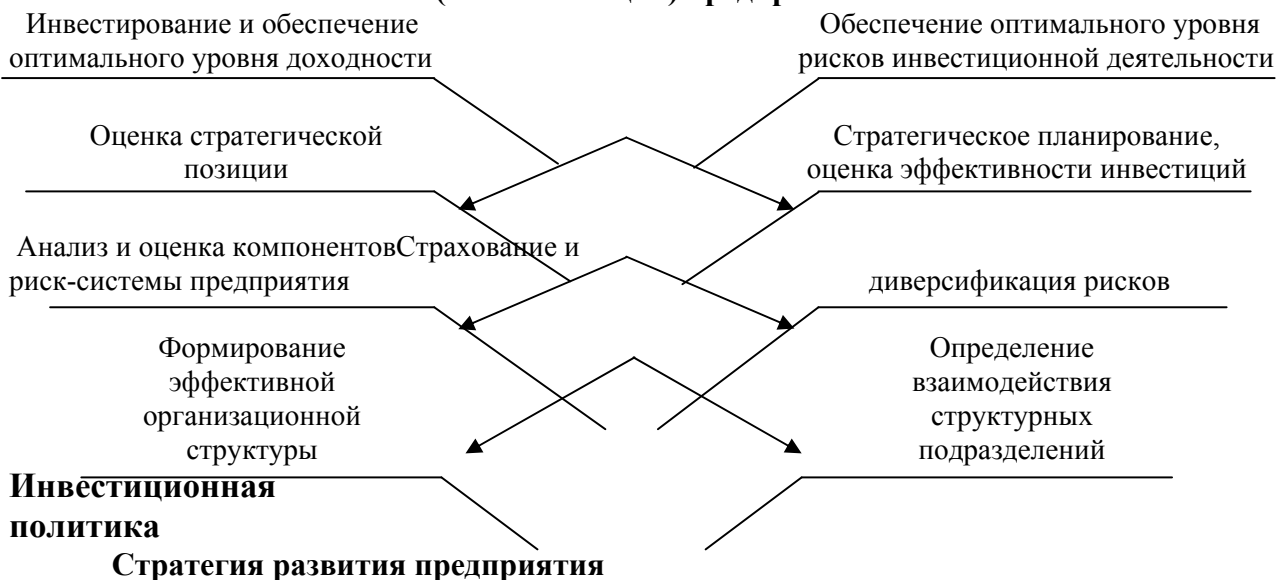 Инвестирование и обеспечение
оптимального уровня доходности
Обеспечение оптимального уровня
рисков инвестиционной деятельности
Оценка стратегической
позиции
Стратегическое планирование,
оценка эффективности инвестиций
Анализ и оценка компонентовСтрахование и
риск-системы предприятия
диверсификация рисков
Формирование
эффективной
организационной
структуры
Определение
взаимодействия
структурных
подразделений
Инвестиционная
политика
Стратегия развития предприятия